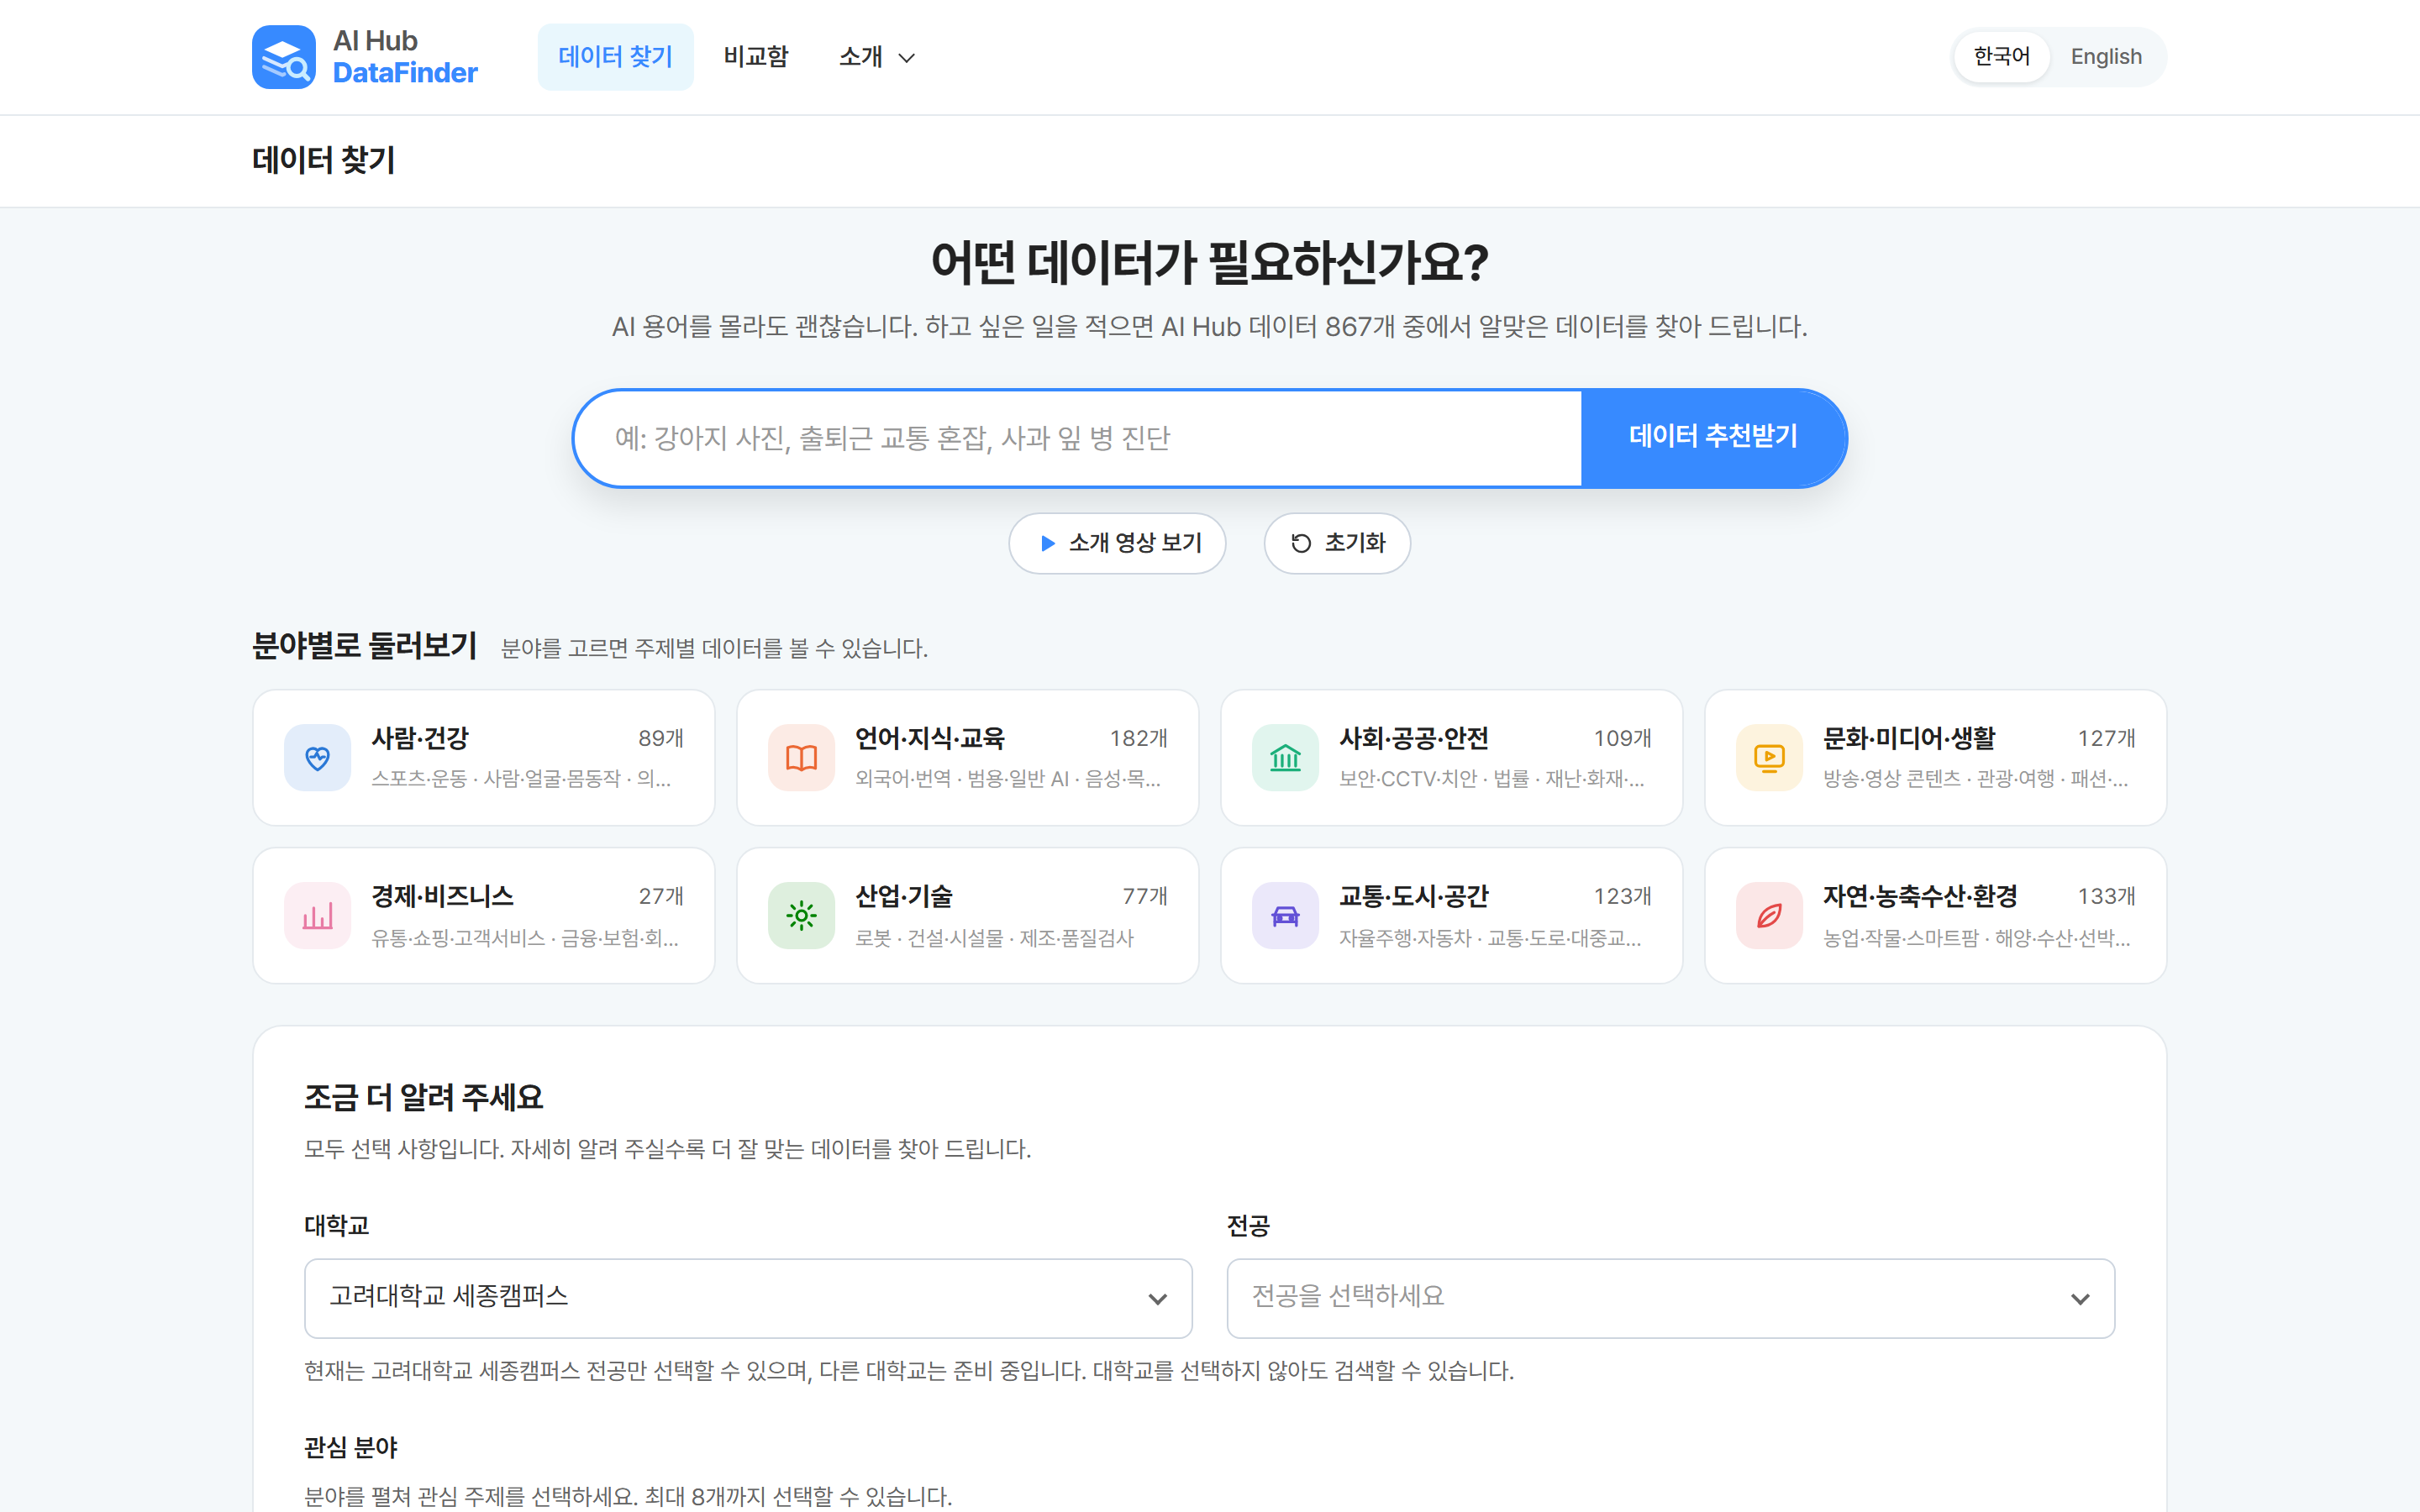 AI Hub
DataFinder
데이터 찾기
비교함
소개
한국어
English
데이터 찾기
어떤 데이터가 필요하신가요?
AI 용어를 몰라도 괜찮습니다. 하고 싶은 일을 적으면 AI Hub 데이터 867개 중에서 알맞은 데이터를 찾아 드립니다.
예: 강아지 사진, 출퇴근 교통 혼잡, 사과 잎 병 진단
데이터 추천받기
소개 영상 보기
초기화
분야별로 둘러보기
분야를 고르면 주제별 데이터를 볼 수 있습니다.
사람·건강
89개
스포츠·운동 · 사람·얼굴·몸동작 · 의...
언어·지식·교육
182개
외국어·번역 · 범용·일반 AI · 음성·목...
사회·공공·안전
109개
보안·CCTV·치안 · 법률 · 재난·화재·...
문화·미디어·생활
127개
방송·영상 콘텐츠 · 관광·여행 · 패션·...
경제·비즈니스
27개
유통·쇼핑·고객서비스 · 금융·보험·회...
산업·기술
77개
로봇 · 건설·시설물 · 제조·품질검사
교통·도시·공간
123개
자율주행·자동차 · 교통·도로·대중교...
자연·농축수산·환경
133개
농업·작물·스마트팜 · 해양·수산·선박...
조금 더 알려 주세요
모두 선택 사항입니다. 자세히 알려 주실수록 더 잘 맞는 데이터를 찾아 드립니다.
대학교
전공
고려대학교 세종캠퍼스
전공을 선택하세요
현재는 고려대학교 세종캠퍼스 전공만 선택할 수 있으며, 다른 대학교는 준비 중입니다. 대학교를 선택하지 않아도 검색할 수 있습니다.
관심 분야
분야를 펼쳐 관심 주제를 선택하세요. 최대 8개까지 선택할 수 있습니다.